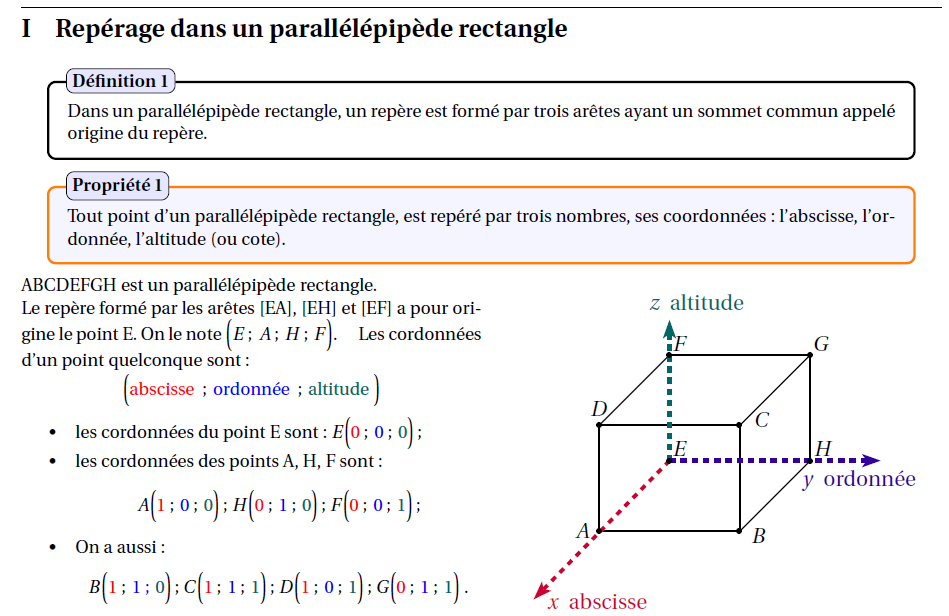 I Repérage dans un parallélépipède rectangle
Définition 1
Dans un parallélépipède rectangle, un repère est formé par trois arêtes ayant un sommet commun appelé
origine du repère.
Propriété 1
Tout point d'un parallélépipède rectangle, est repéré par trois nombres, ses coordonnées : l'abscisse, l'or-
donnée, l'altitude (ou cote).
ABCDEFGH est un parallélépipède rectangle.
Le repère formé par les arêtes [EA], [EH] et [EF] a pour ori-
gine le point E. On le note (E ; A ; H ; F). Les cordonnées
d'un point quelconque sont :
(abscisse ; ordonnée ; altitude)
• les cordonnées du point E sont : E(0 ; 0 ; 0) ;
• les cordonnées des points A, H, F sont :
A(1 ; 0 ; 0) ; H(0 ; 1 ; 0) ; F(0 ; 0 ; 1) ;
• On a aussi :
B(1 ; 1 ; 0) ; C(1 ; 1 ; 1) ; D(1 ; 0 ; 1) ; G(0 ; 1 ; 1) .
z altitude
F
G
D
C
E
H
y ordonnée
A
B
x abscisse